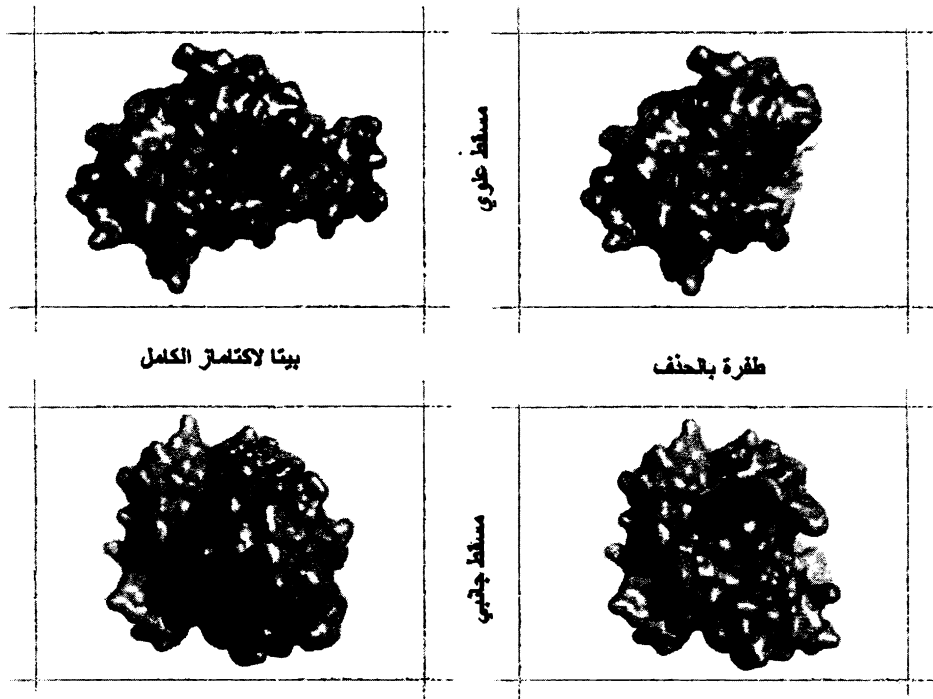 مسقط علوي
بيتا لاكتاماز الكامل
طفرة بالحذف
مسقط جانبي